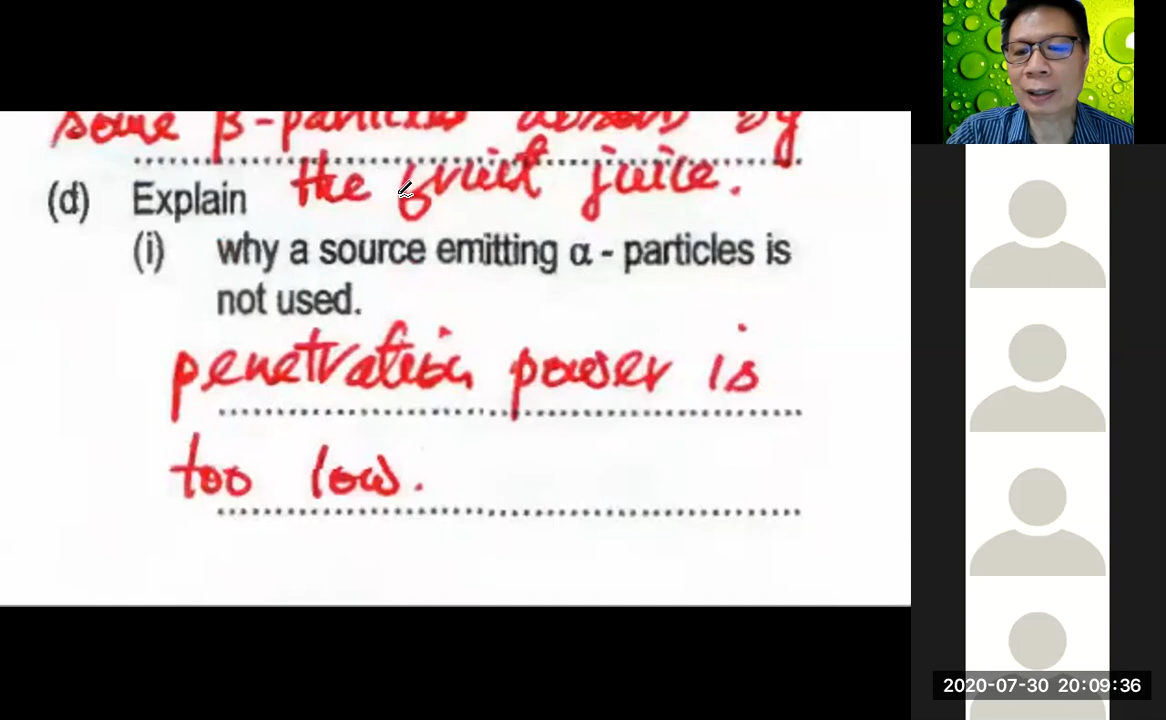 some β-particles absorb by
the fruit juice.
(d) Explain
(i) why a source emitting α - particles is
not used.
penetration power is
too low.
2020-07-30 20:09:36